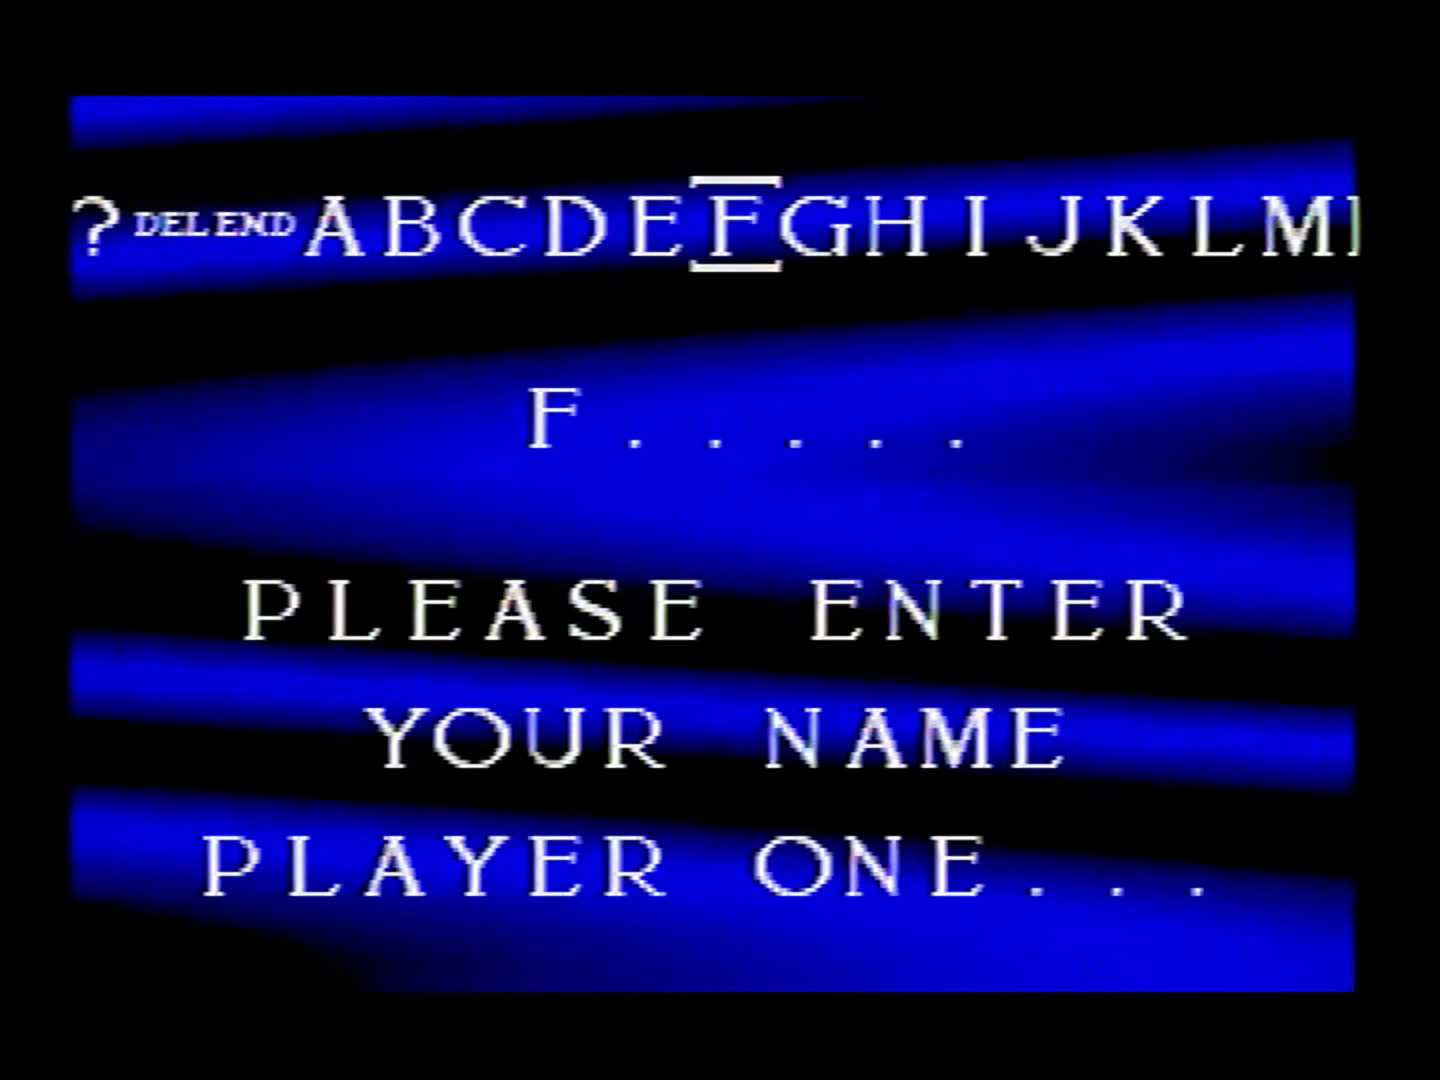 ? DEL END A B C D E F G H I J K L M
F . . . . .
PLEASE ENTER
YOUR NAME
PLAYER ONE...